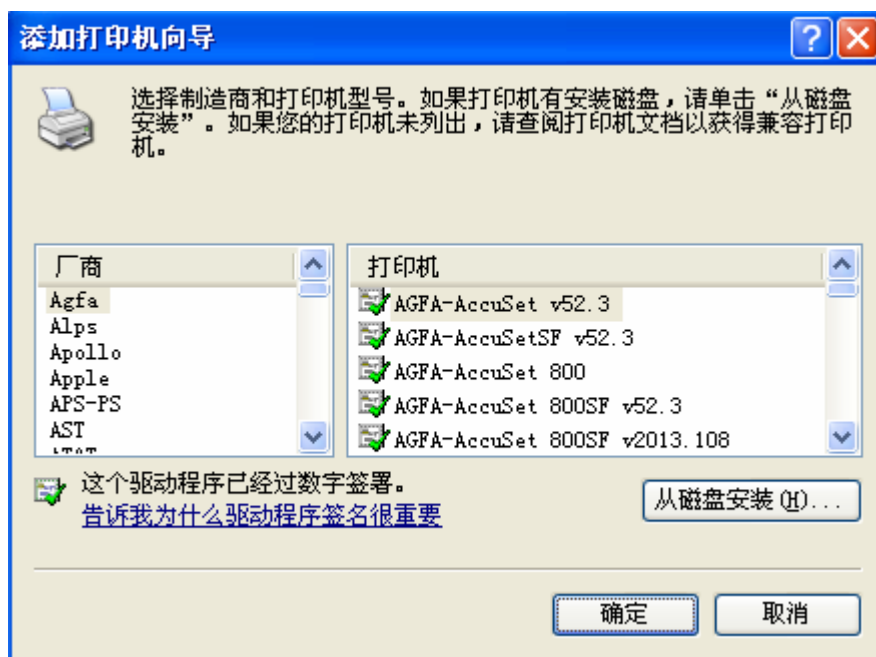 添加打印机向导
选择制造商和打印机型号。如果打印机有安装磁盘，请单击“从磁盘
安装”。如果您的打印机未列出，请查阅打印机文档以获得兼容打印
机。
厂商
Agfa
Alps
Apollo
Apple
APS-PS
AST
打印机
AGFA-AccuSet v52.3
AGFA-AccuSetSF v52.3
AGFA-AccuSet 800
AGFA-AccuSet 800SF v52.3
AGFA-AccuSet 800SF v2013.108
这个驱动程序已经过数字签署。
告诉我为什么驱动程序签名很重要
从磁盘安装(H)...
确定
取消